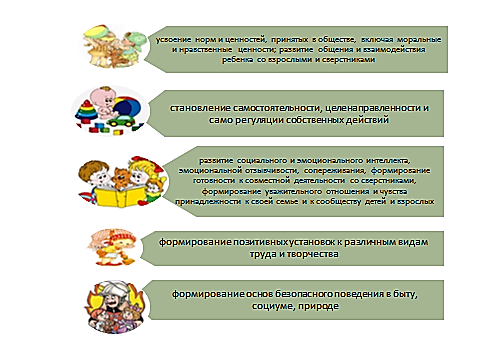 усвоение норм и ценностей, принятых в обществе, включая моральные
и нравственные ценности; развитие общения и взаимодействия
ребенка со взрослыми и сверстниками
становление самостоятельности, целенаправленности и
само регуляции собственных действий
развитие социального и эмоционального интеллекта,
эмоциональной отзывчивости, сопереживания, формирование
готовности к совместной деятельности со сверстниками,
формирование уважительного отношения и чувства
принадлежности к своей семье и к сообществу детей и взрослых
формирование позитивных установок к различным видам
труда и творчества
формирование основ безопасного поведения в быту,
социуме, природе